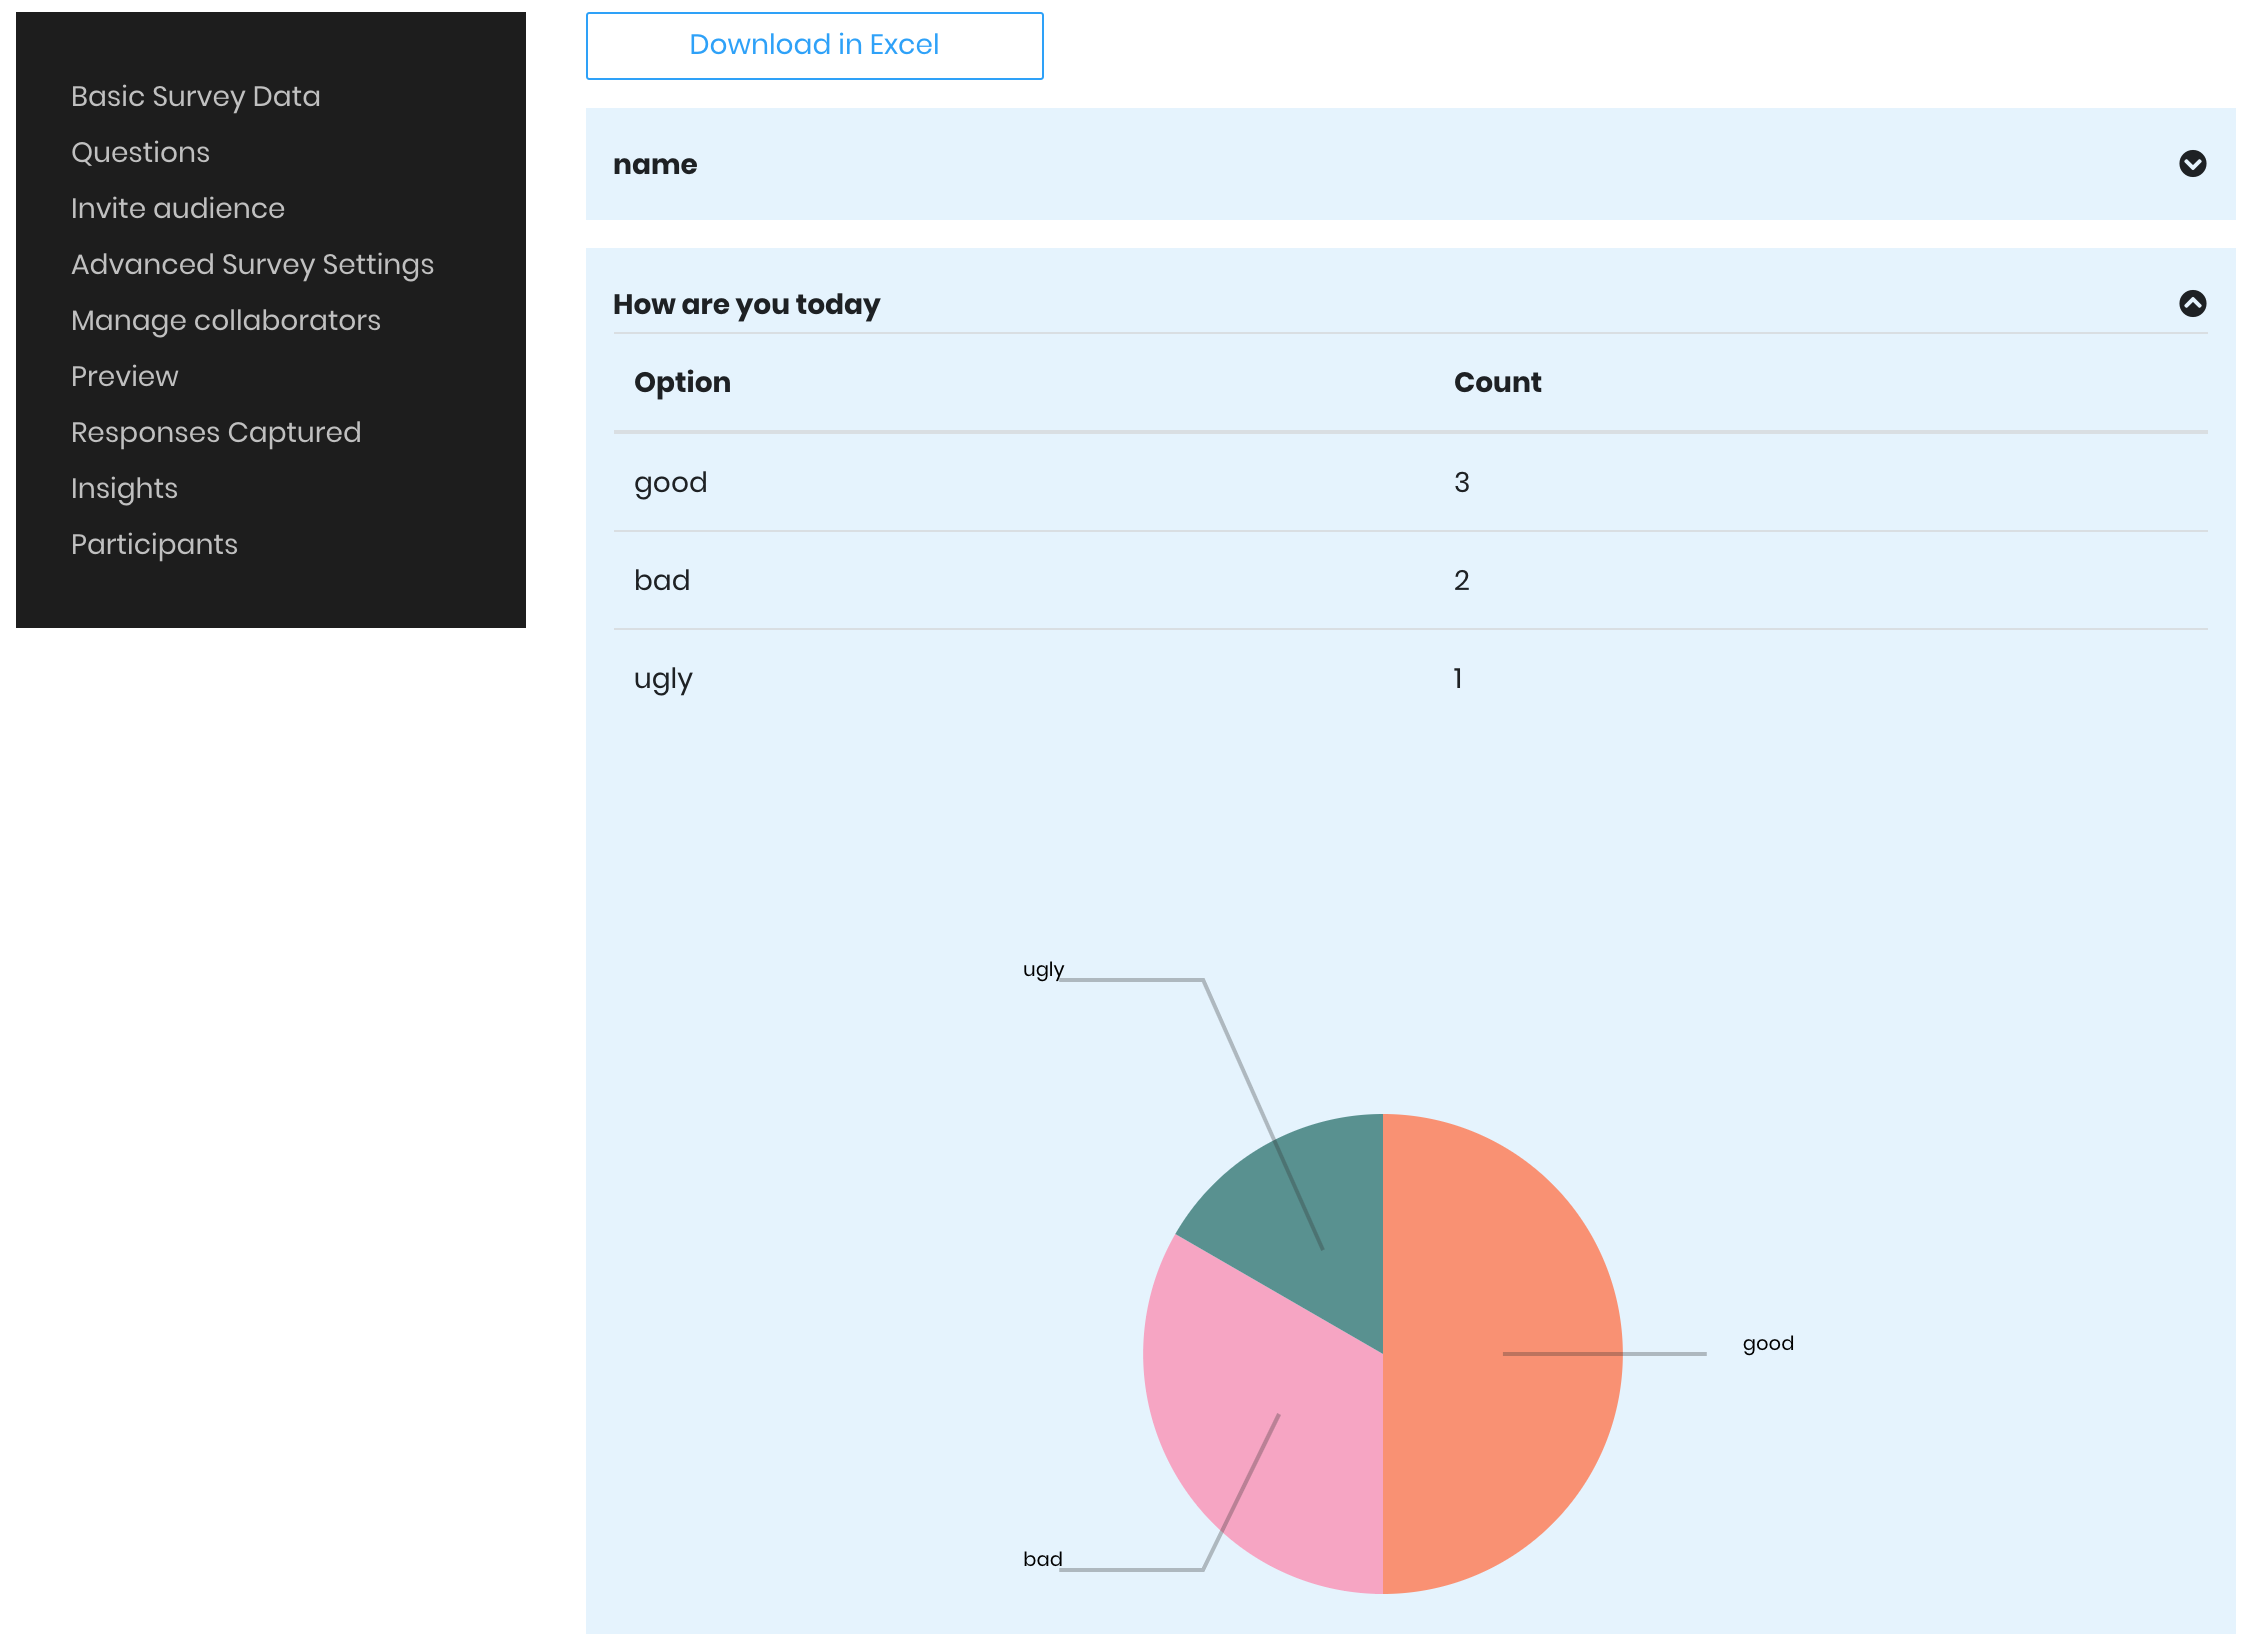 Basic Survey Data
Questions
Invite audience
Advanced Survey Settings
Manage collaborators
Preview
Responses Captured
Insights
Participants
Download in Excel
name
How are you today
Option Count
good 3
bad 2
ugly 1
ugly
good
bad